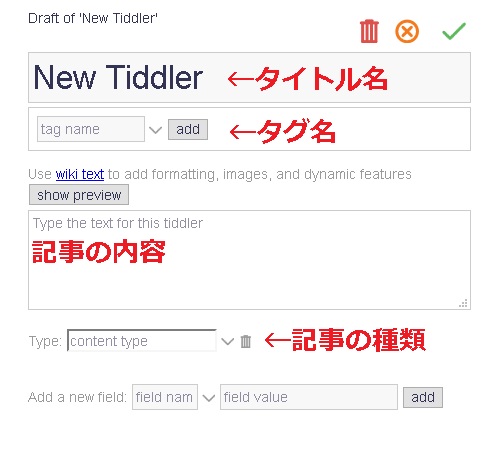 Draft of 'New Tiddler'
New Tiddler ←タイトル名
tag name add ←タグ名
Use wiki text to add formatting, images, and dynamic features
show preview
Type the text for this tiddler
記事の内容
Type: content type ←記事の種類
Add a new field: field nam field value add